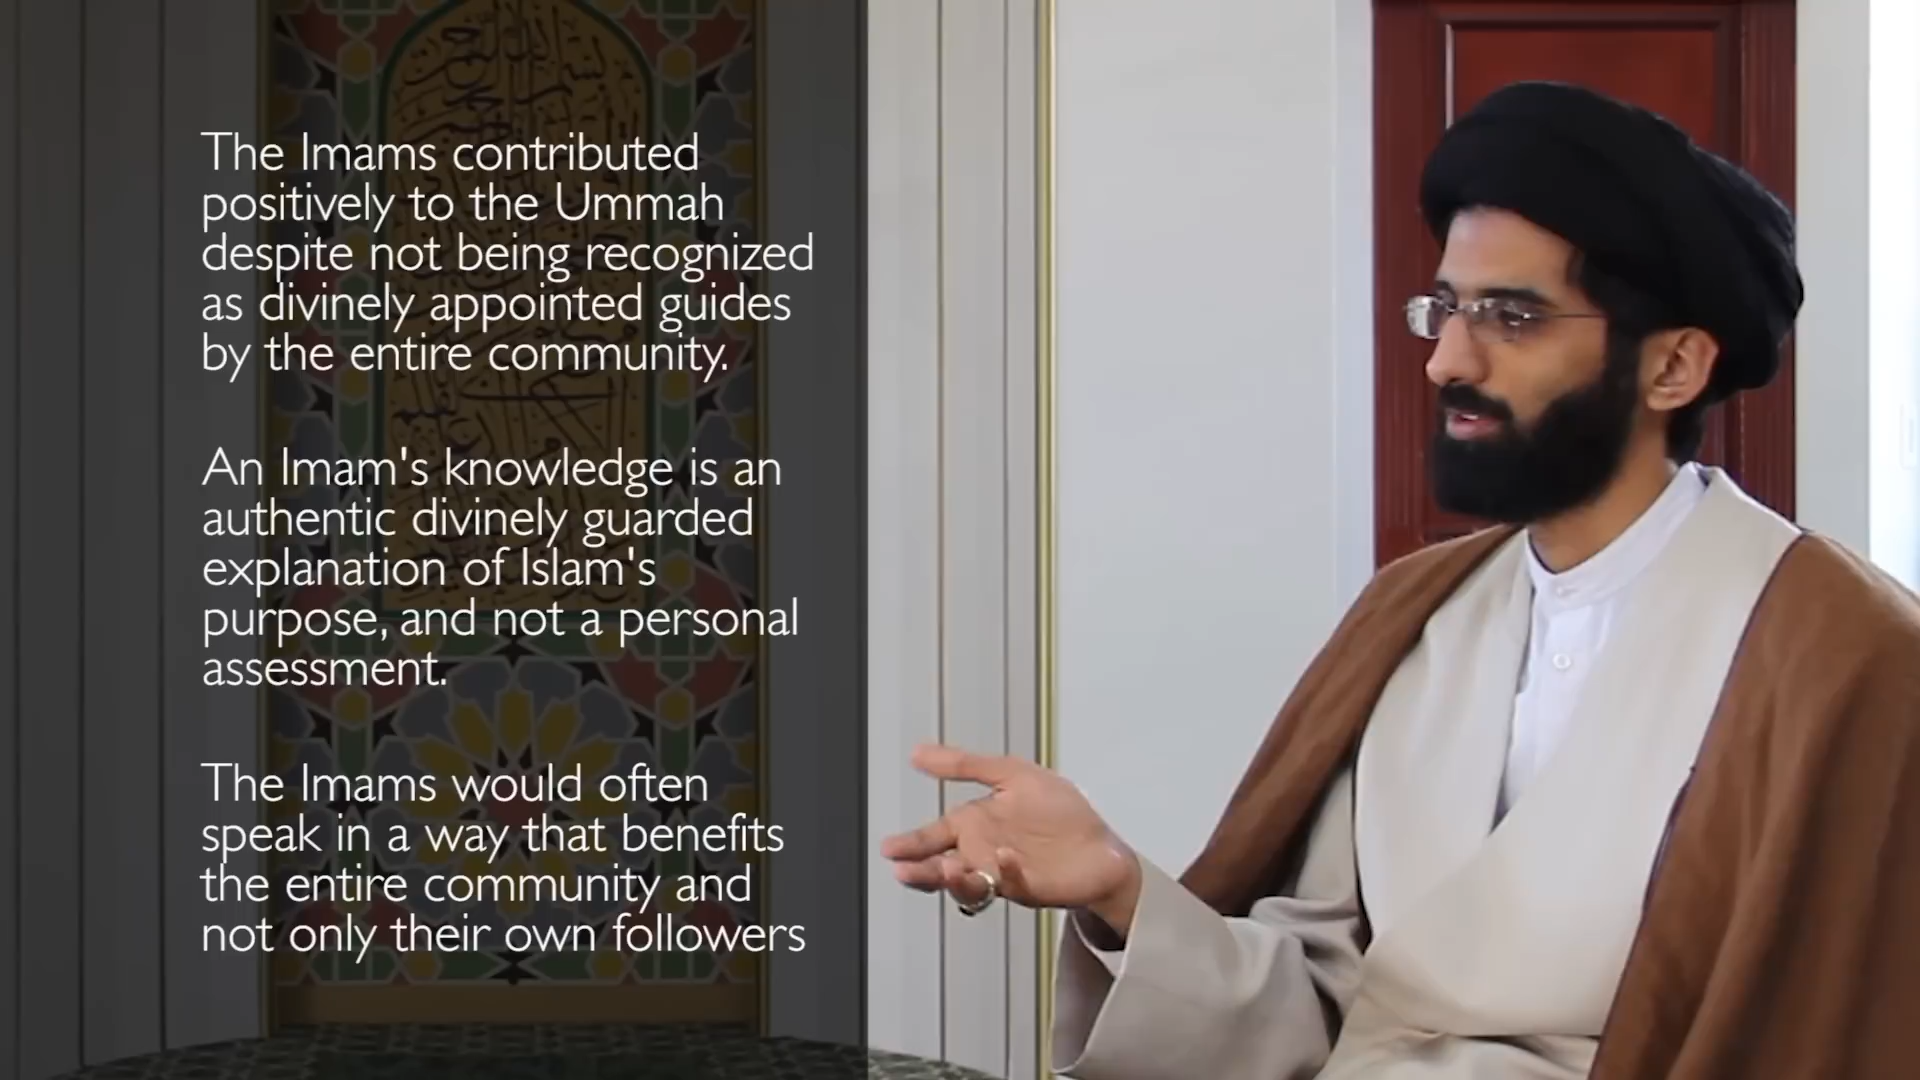 The Imams contributed
positively to the Ummah
despite not being recognized
as divinely appointed guides
by the entire community.
An Imam's knowledge is an
authentic divinely guarded
explanation of Islam's
purpose, and not a personal
assessment.
The Imams would often
speak in a way that benefits
the entire community and
not only their own followers